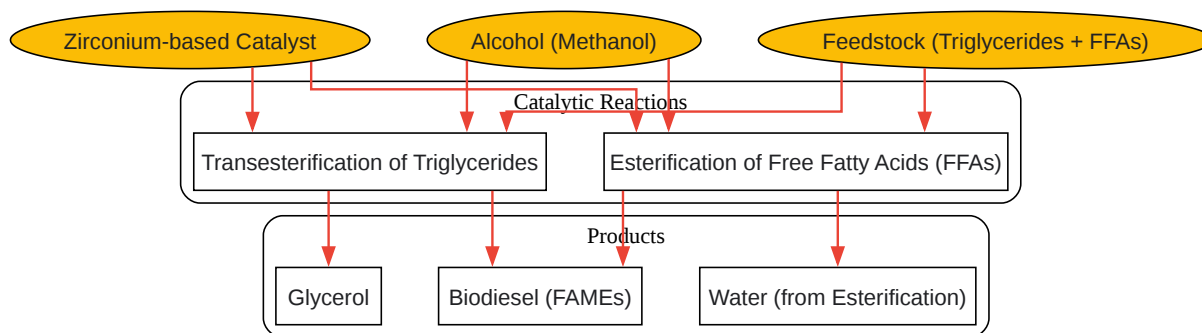 Zirconium-based Catalyst
Alcohol (Methanol)
Feedstock (Triglycerides + FFAs)
Catalytic Reactions
Transesterification of Triglycerides
Esterification of Free Fatty Acids (FFAs)
Products
Glycerol
Biodiesel (FAMEs)
Water (from Esterification)